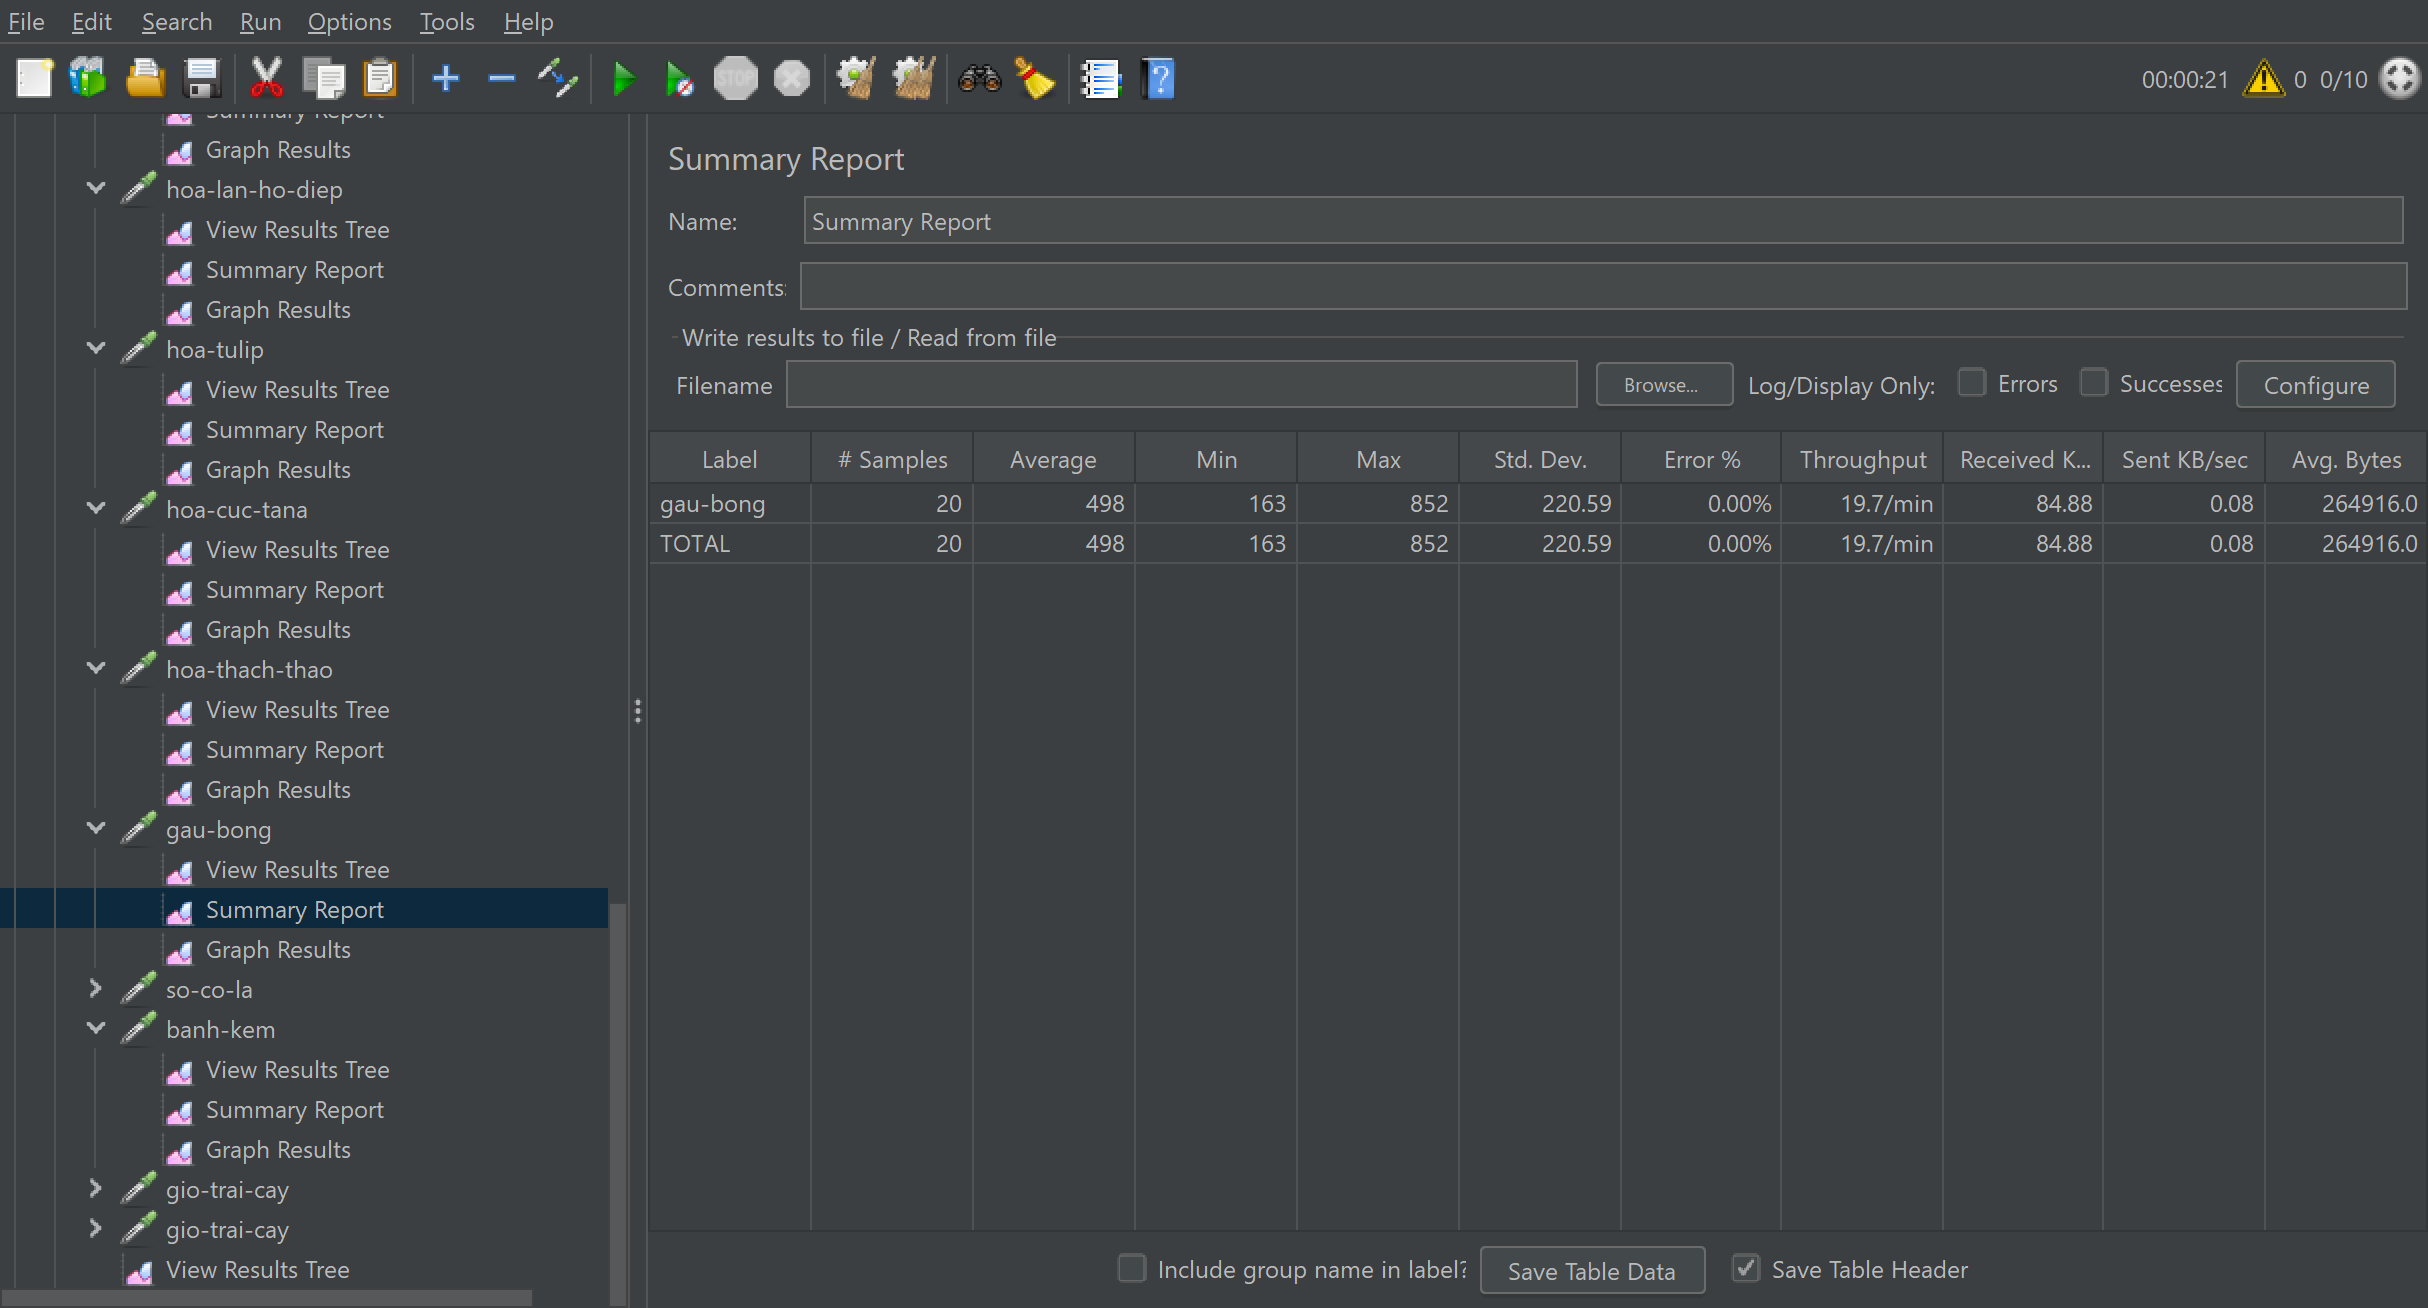 File Edit Search Run Options Tools Help
STOP
00:00:21 0 0/10
Summary Report
Graph Results
hoa-lan-ho-diep
View Results Tree
Summary Report
Graph Results
hoa-tulip
View Results Tree
Summary Report
Graph Results
hoa-cuc-tana
View Results Tree
Summary Report
Graph Results
hoa-thach-thao
View Results Tree
Summary Report
Graph Results
gau-bong
View Results Tree
Summary Report
Graph Results
so-co-la
banh-kem
View Results Tree
Summary Report
Graph Results
gio-trai-cay
gio-trai-cay
View Results Tree
Summary Report
Name: Summary Report
Comments:
Write results to file / Read from file
Filename Browse... Log/Display Only: Errors Successes Configure
Label # Samples Average Min Max Std. Dev. Error % Throughput Received K... Sent KB/sec Avg. Bytes
gau-bong 20 498 163 852 220.59 0.00% 19.7/min 84.88 0.08 264916.0
TOTAL 20 498 163 852 220.59 0.00% 19.7/min 84.88 0.08 264916.0
Include group name in label? Save Table Data Save Table Header